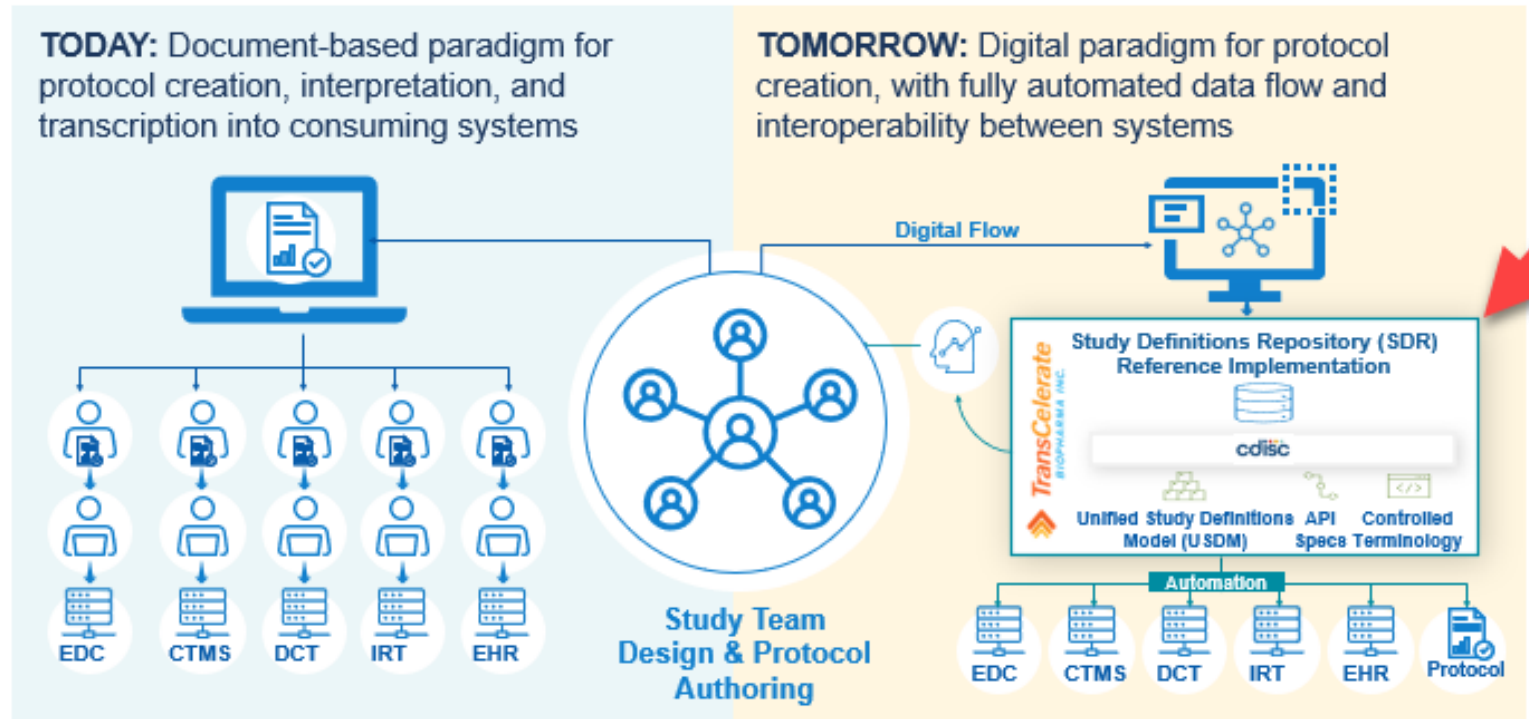 TODAY: Document-based paradigm for
protocol creation, interpretation, and
transcription into consuming systems
TOMORROW: Digital paradigm for protocol
creation, with fully automated data flow and
interoperability between systems
Digital Flow
TransCelerate
BIOPHARMA INC.
Study Definitions Repository (SDR)
Reference Implementation
cdisc
Unified Study Definitions
Model (USDM)
API
Specs
Controlled
Terminology
Automation
EDC
CTMS
DCT
IRT
EHR
Study Team
Design & Protocol
Authoring
EDC
CTMS
DCT
IRT
EHR
Protocol